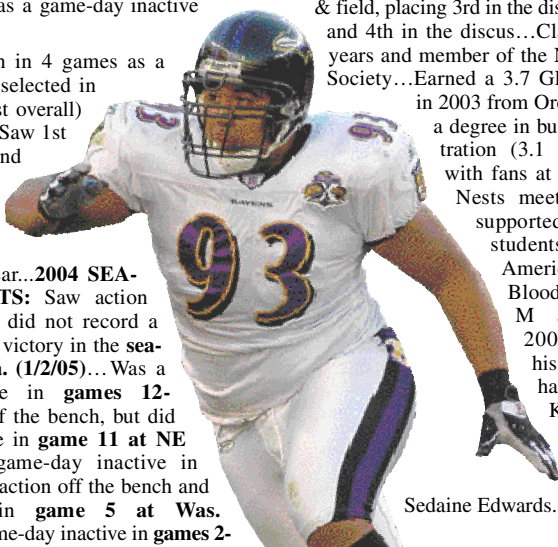 as a game-day inactive
n in 4 games as a
selected in
st overall)
Saw 1st
nd
ar...2004 SEA-
TS: Saw action
did not record a
victory in the sea-
. (1/2/05)…Was a
e in games 12-
f the bench, but did
e in game 11 at NE
game-day inactive in
action off the bench and
in game 5 at Was.
me-day inactive in games 2-
93
RAVENS
93
& field, placing 3rd in the dis
and 4th in the discus…Cla
years and member of the N
Society…Earned a 3.7 G
in 2003 from Ore
a degree in bu
tration (3.1
with fans at
Nests meet
supported
students
Americ
Blood
M a
200
his
ha
K
Sedaine Edwards.